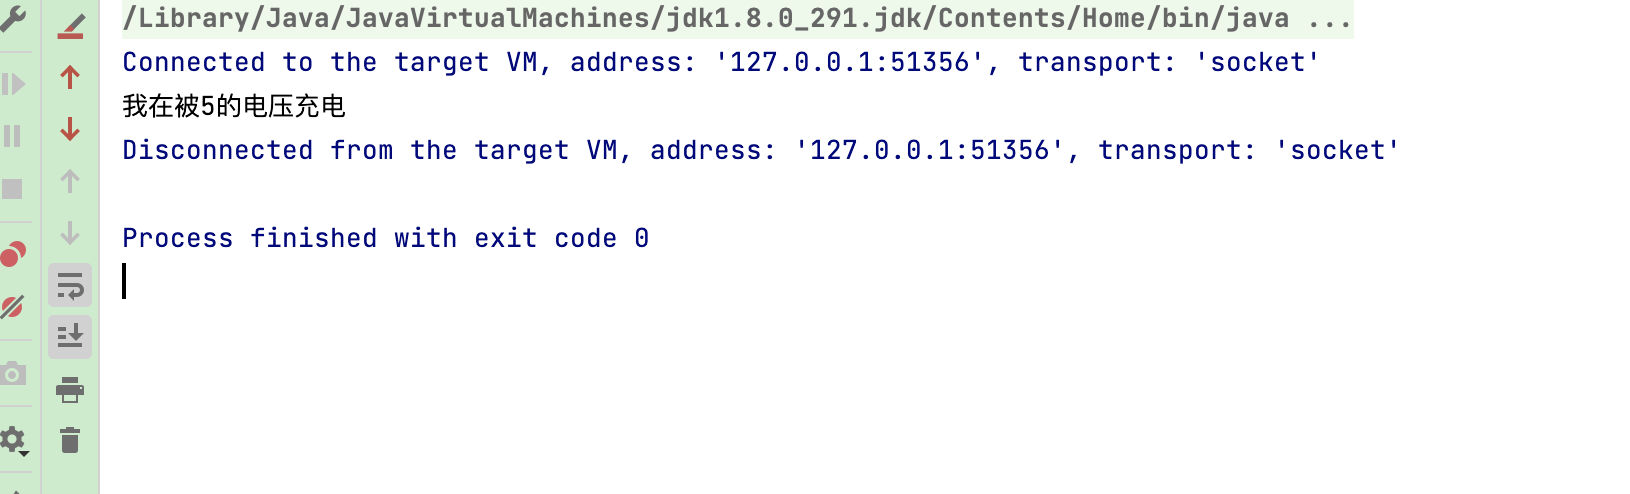 /Library/Java/JavaVirtualMachines/jdk1.8.0_291.jdk/Contents/Home/bin/java ...
Connected to the target VM, address: '127.0.0.1:51356', transport: 'socket'
我在被5的电压充电
Disconnected from the target VM, address: '127.0.0.1:51356', transport: 'socket'
Process finished with exit code 0